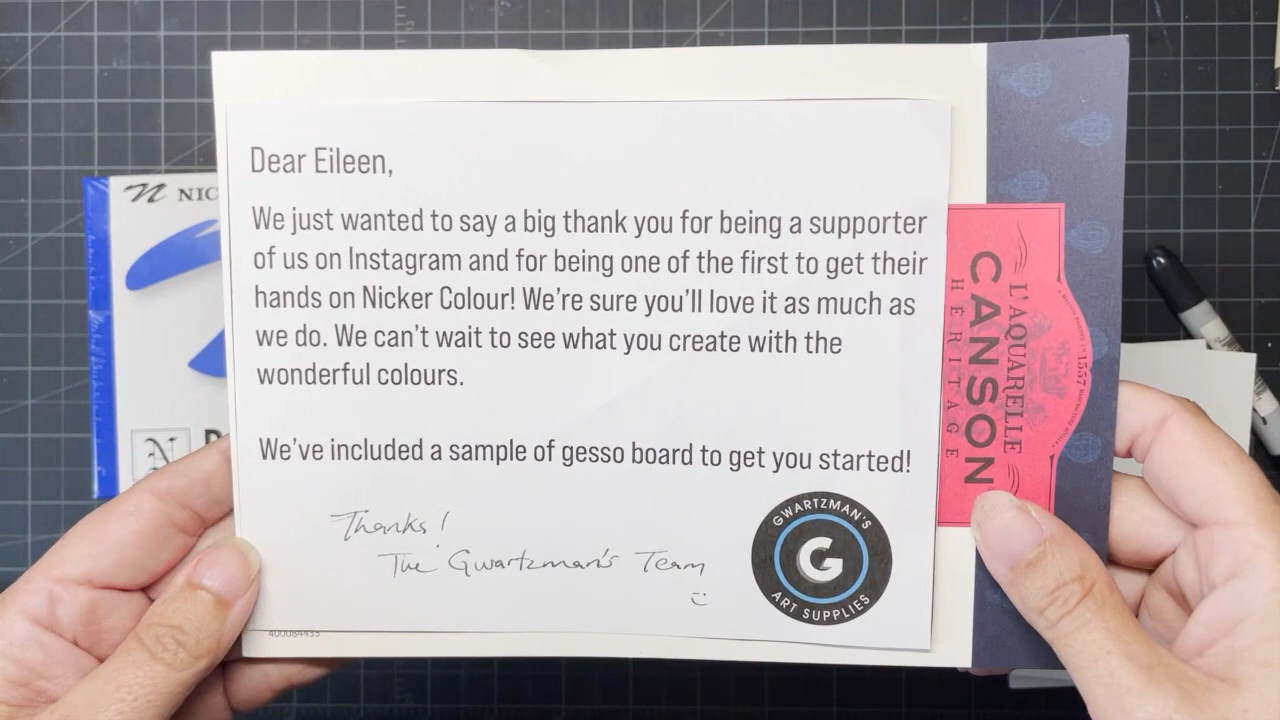 Dear Eileen,
We just wanted to say a big thank you for being a supporter
of us on Instagram and for being one of the first to get their
hands on Nicker Colour! We're sure you'll love it as much as
we do. We can't wait to see what you create with the
wonderful colours.
We've included a sample of gesso board to get you started!
Thanks!
The Gwartzman's Team
GWARTZMAN'S
G
ART SUPPLIES
400084435
NIC
N
L'AQUARELLE
CANSON
HÉRITAGE
1557